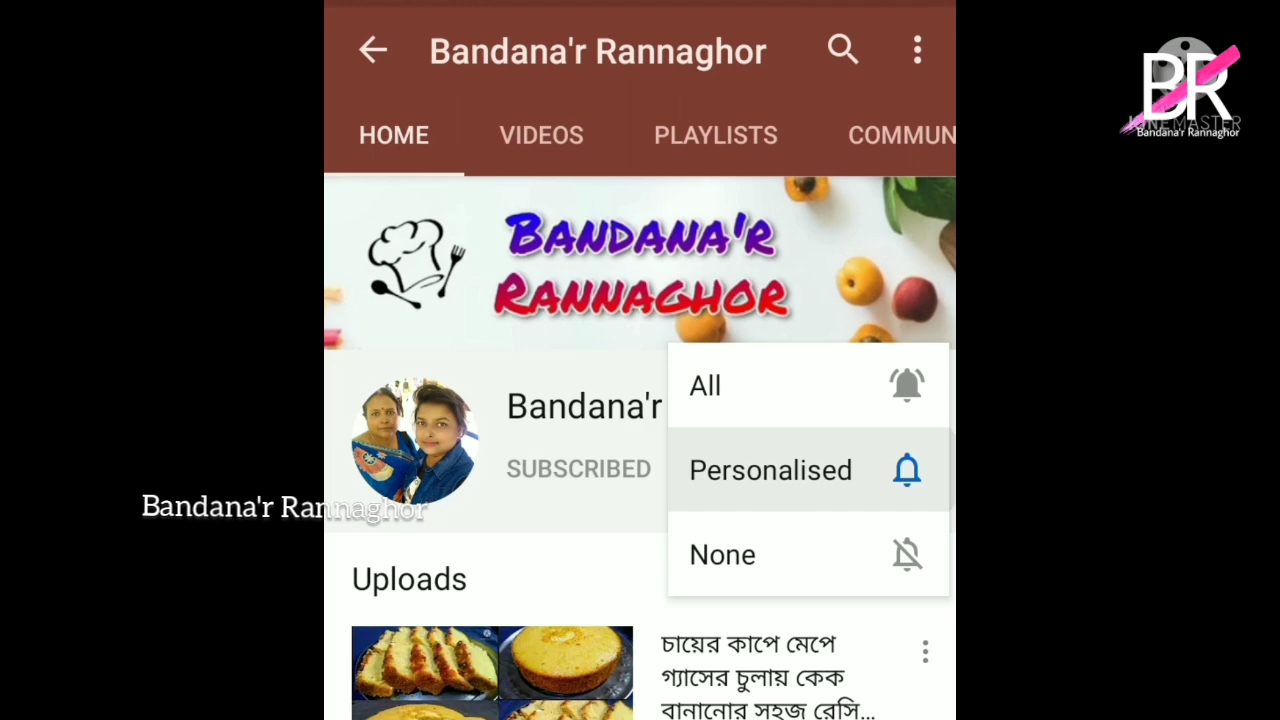 Bandana'r Rannaghor
HOME VIDEOS PLAYLISTS COMMUN
BANDANA'R
RANNAGHOR
All
Bandana'r
SUBSCRIBED
Personalised
None
Bandana'r Rannaghor
Uploads
চায়ের কাপে মেপে
গ্যাসের চুলায় কেক
বানানোর সহজ রেসি...
BR
KINEMASTER
Bandana'r Rannaghor